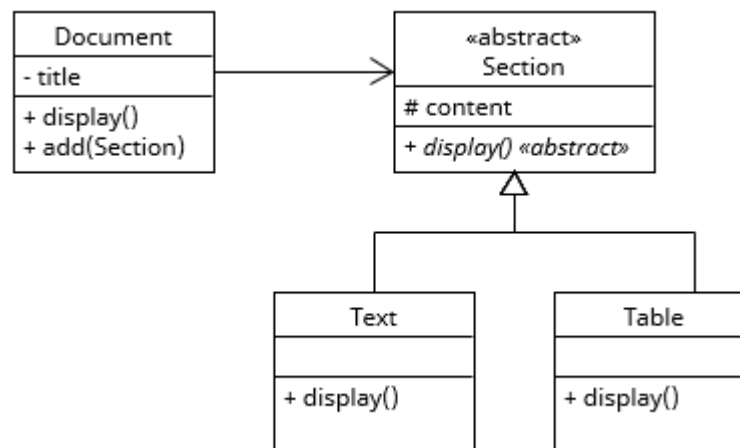 Document
- title
+ display()
+ add(Section)
«abstract»
Section
# content
+ display() «abstract»
Text
+ display()
Table
+ display()